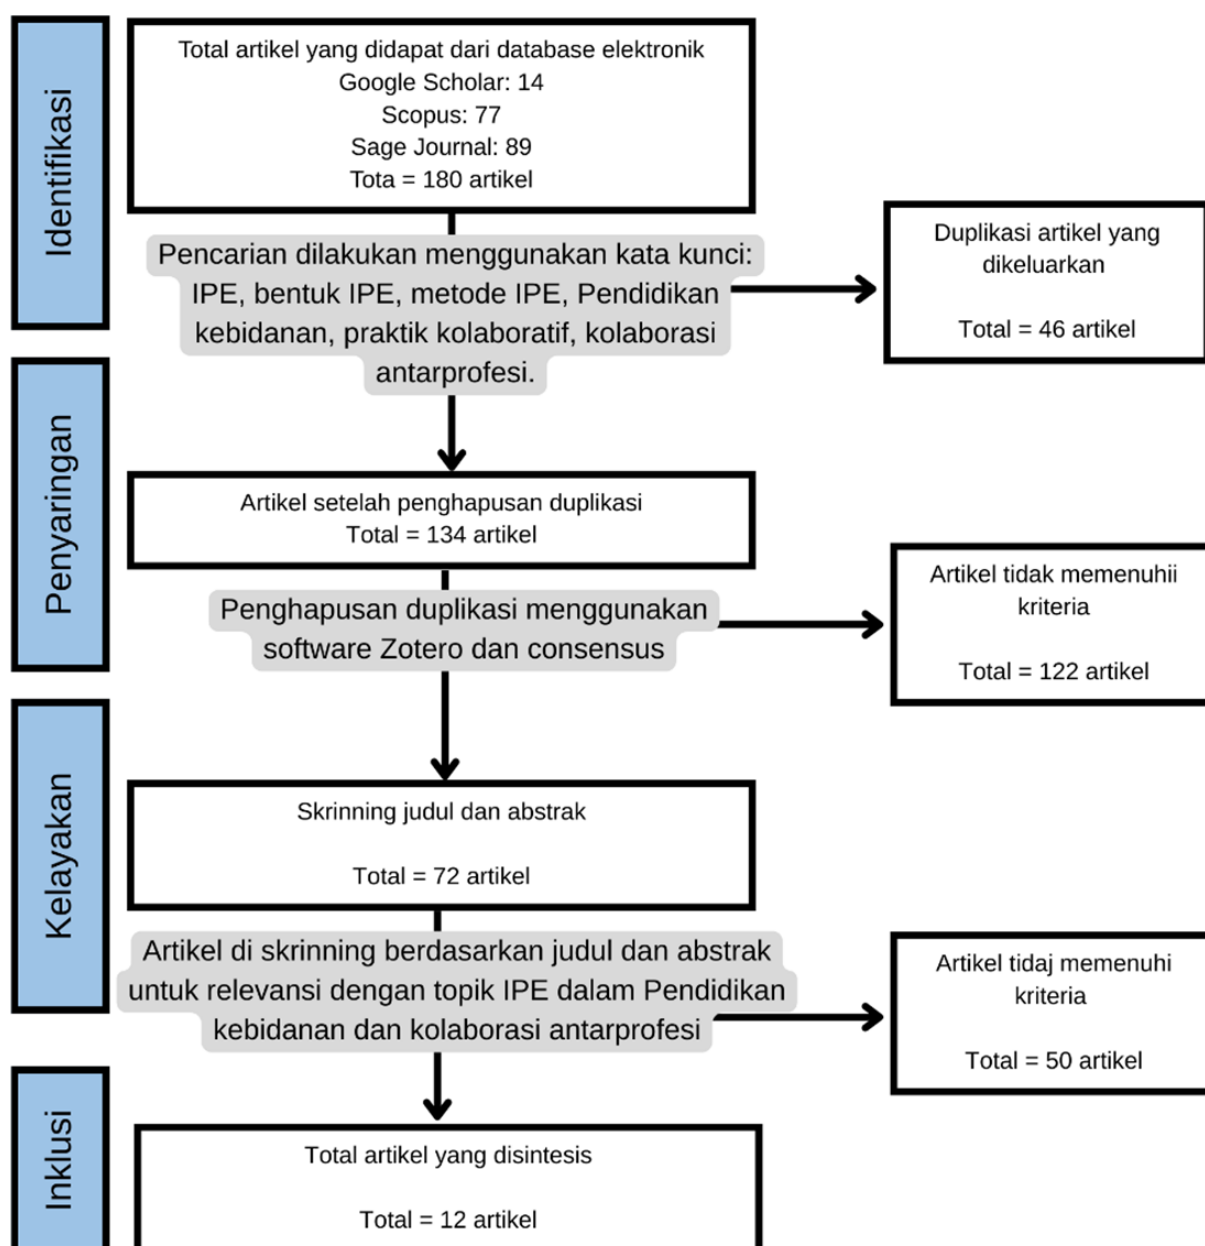 Identifikasi
Total artikel yang didapat dari database elektronik
Google Scholar: 14
Scopus: 77
Sage Journal: 89
Tota = 180 artikel
Pencarian dilakukan menggunakan kata kunci:
IPE, bentuk IPE, metode IPE, Pendidikan
kebidanan, praktik kolaboratif, kolaborasi
antarprofesi.
Duplikasi artikel yang
dikeluarkan
Total = 46 artikel
Penyaringan
Artikel setelah penghapusan duplikasi
Total = 134 artikel
Penghapusan duplikasi menggunakan
software Zotero dan consensus
Artikel tidak memenuhii
kriteria
Total = 122 artikel
Kelayakan
Skrinning judul dan abstrak
Total = 72 artikel
Artikel di skrinning berdasarkan judul dan abstrak
untuk relevansi dengan topik IPE dalam Pendidikan
kebidanan dan kolaborasi antarprofesi
Artikel tidaj memenuhi
kriteria
Total = 50 artikel
Inklusi
Total artikel yang disintesis
Total = 12 artikel